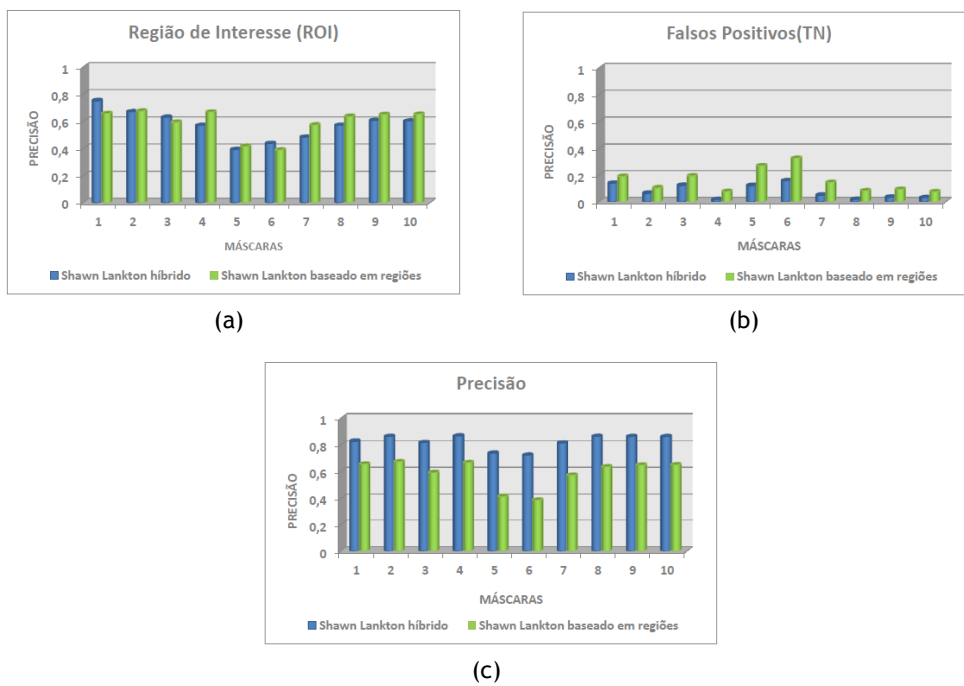 Região de Interesse (ROI)
PRECISÃO
1
0,8
0,6
0,4
0,2
0
1 2 3 4 5 6 7 8 9 10
MÁSCARAS
Shawn Lankton híbrido Shawn Lankton baseado em regiões
(a)
Falsos Positivos(TN)
PRECISÃO
1
0,8
0,6
0,4
0,2
0
1 2 3 4 5 6 7 8 9 10
MÁSCARAS
Shawn Lankton híbrido Shawn Lankton baseado em regiões
(b)
Precisão
PRECISÃO
1
0,8
0,6
0,4
0,2
0
1 2 3 4 5 6 7 8 9 10
MÁSCARAS
Shawn Lankton híbrido Shawn Lankton baseado em regiões
(c)